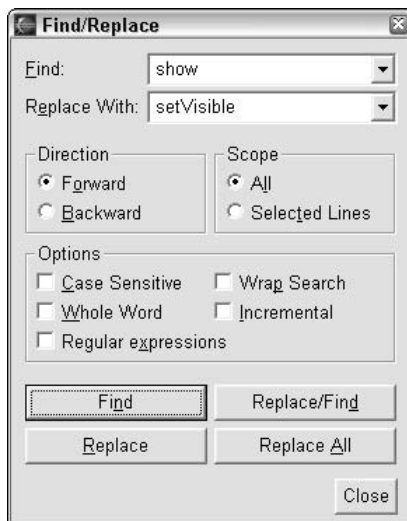 Find/Replace
Find: show
Replace With: setVisible
Direction Scope
Forward All
Backward Selected Lines
Options
Case Sensitive Wrap Search
Whole Word Incremental
Regular expressions
Find Replace/Find
Replace Replace All
Close